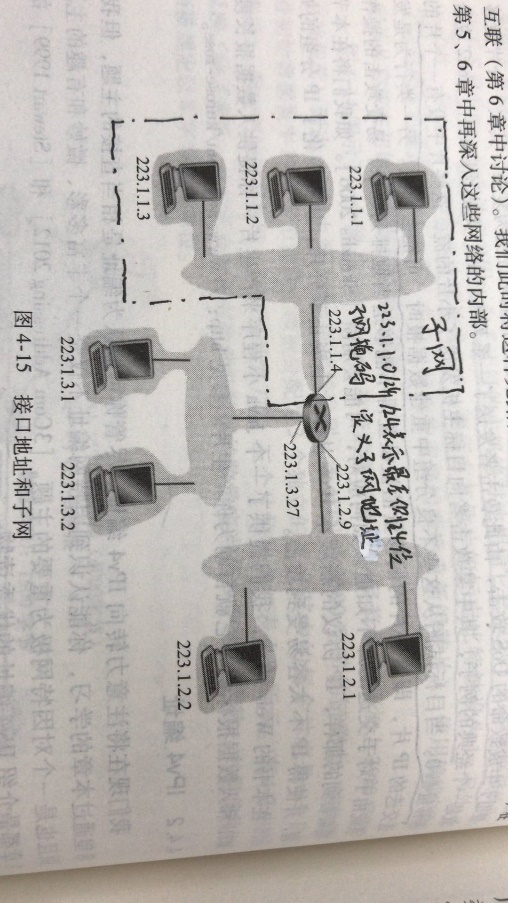 互联（第6章中讨论）。我们此时将这
第5、6章中再深入这些网络的内部。
子网
223.1.1.0/24 /24表示最左侧24位
子网掩码 定义子网地址
223.1.1.1
223.1.1.2
223.1.1.3
223.1.1.4
223.1.2.9
223.1.3.27
223.1.2.1
223.1.2.2
223.1.3.1
223.1.3.2
图 4-15 接口地址和子网